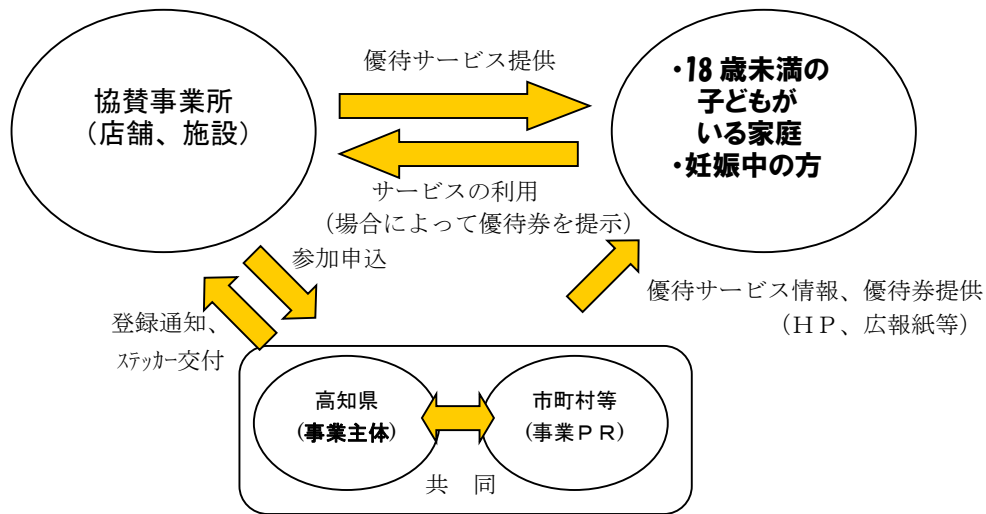 優待サービス提供
協賛事業所
(店舗、施設)
・18歳未満の
子どもが
いる家庭
・妊娠中の方
サービスの利用
(場合によって優待券を提示)
参加申込
優待サービス情報、優待券提供
(HP、広報紙等)
登録通知、
ステッカー交付
高知県
(事業主体)
市町村等
(事業PR)
共 同